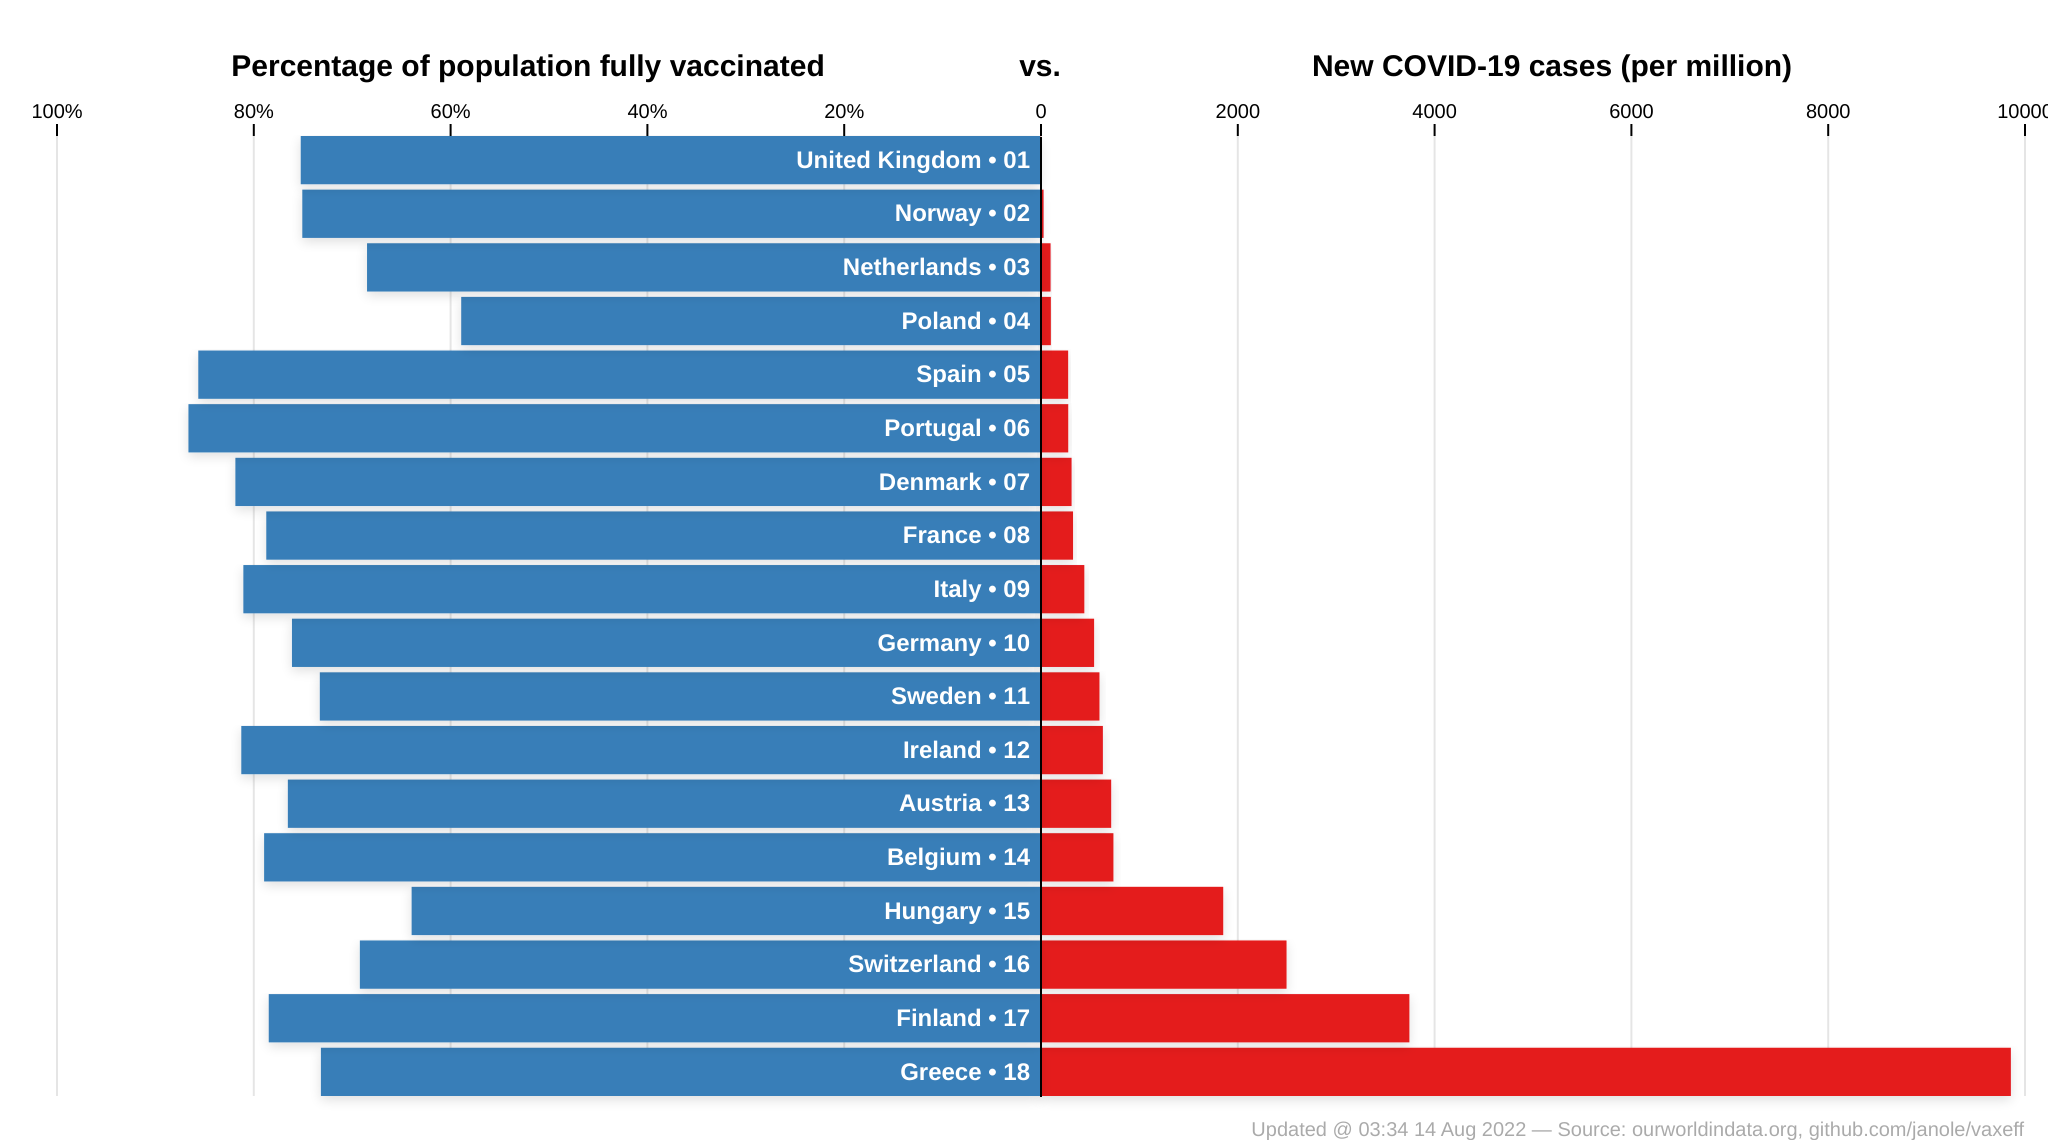 Percentage of population fully vaccinated vs. New COVID-19 cases (per million)
100% 80% 60% 40% 20% 0 2000 4000 6000 8000 10000
United Kingdom • 01
Norway • 02
Netherlands • 03
Poland • 04
Spain • 05
Portugal • 06
Denmark • 07
France • 08
Italy • 09
Germany • 10
Sweden • 11
Ireland • 12
Austria • 13
Belgium • 14
Hungary • 15
Switzerland • 16
Finland • 17
Greece • 18
Updated @ 03:34 14 Aug 2022 — Source: ourworldindata.org, github.com/janole/vaxeff